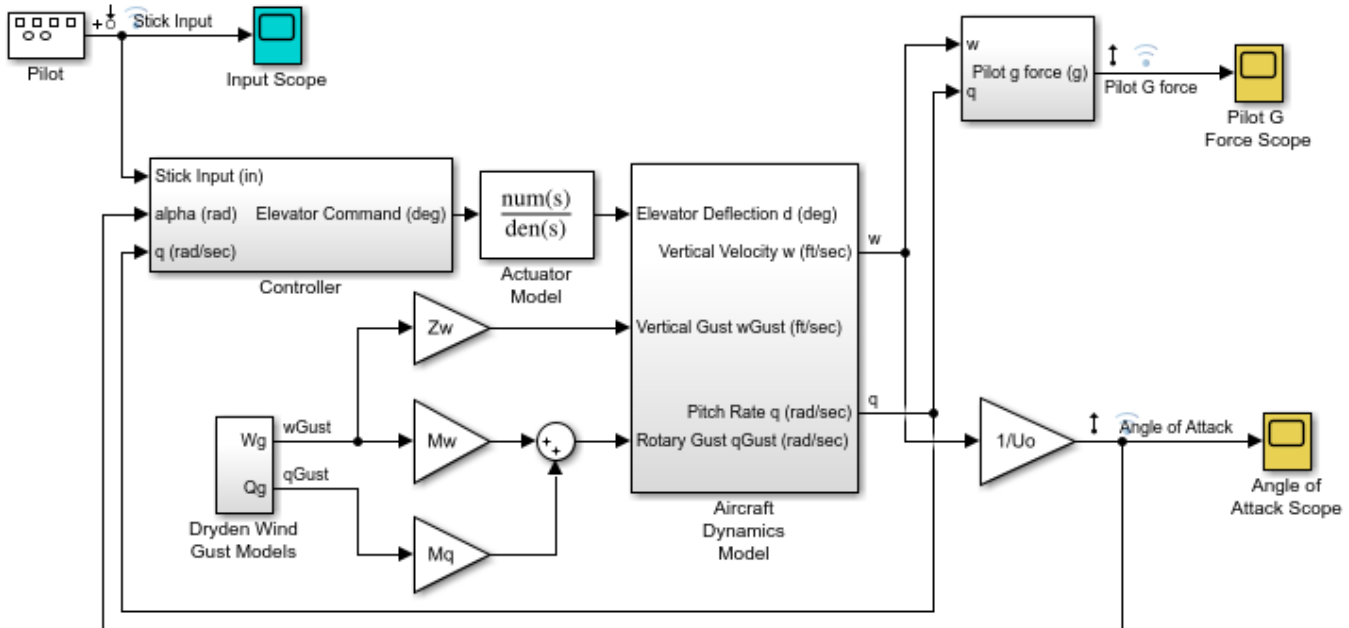 Stick Input
Pilot
Input Scope
w
Pilot g force (g)
q
Pilot G force
Pilot G
Force Scope
Stick Input (in)
alpha (rad)
Elevator Command (deg)
q (rad/sec)
Controller
num(s)
den(s)
Actuator
Model
Elevator Deflection d (deg)
Vertical Velocity w (ft/sec)
w
Zw
Vertical Gust wGust (ft/sec)
Pitch Rate q (rad/sec)
q
Rotary Gust qGust (rad/sec)
Aircraft
Dynamics
Model
Wg
wGust
Mw
+
+
Qg
qGust
Dryden Wind
Gust Models
Mq
1/Uo
Angle of Attack
Angle of
Attack Scope